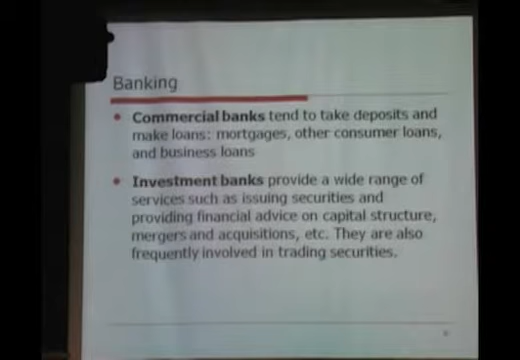 Banking
Commercial banks tend to take deposits and
make loans: mortgages, other consumer loans,
and business loans
Investment banks provide a wide range of
services such as issuing securities and
providing financial advice on capital structure,
mergers and acquisitions, etc. They are also
frequently involved in trading securities.